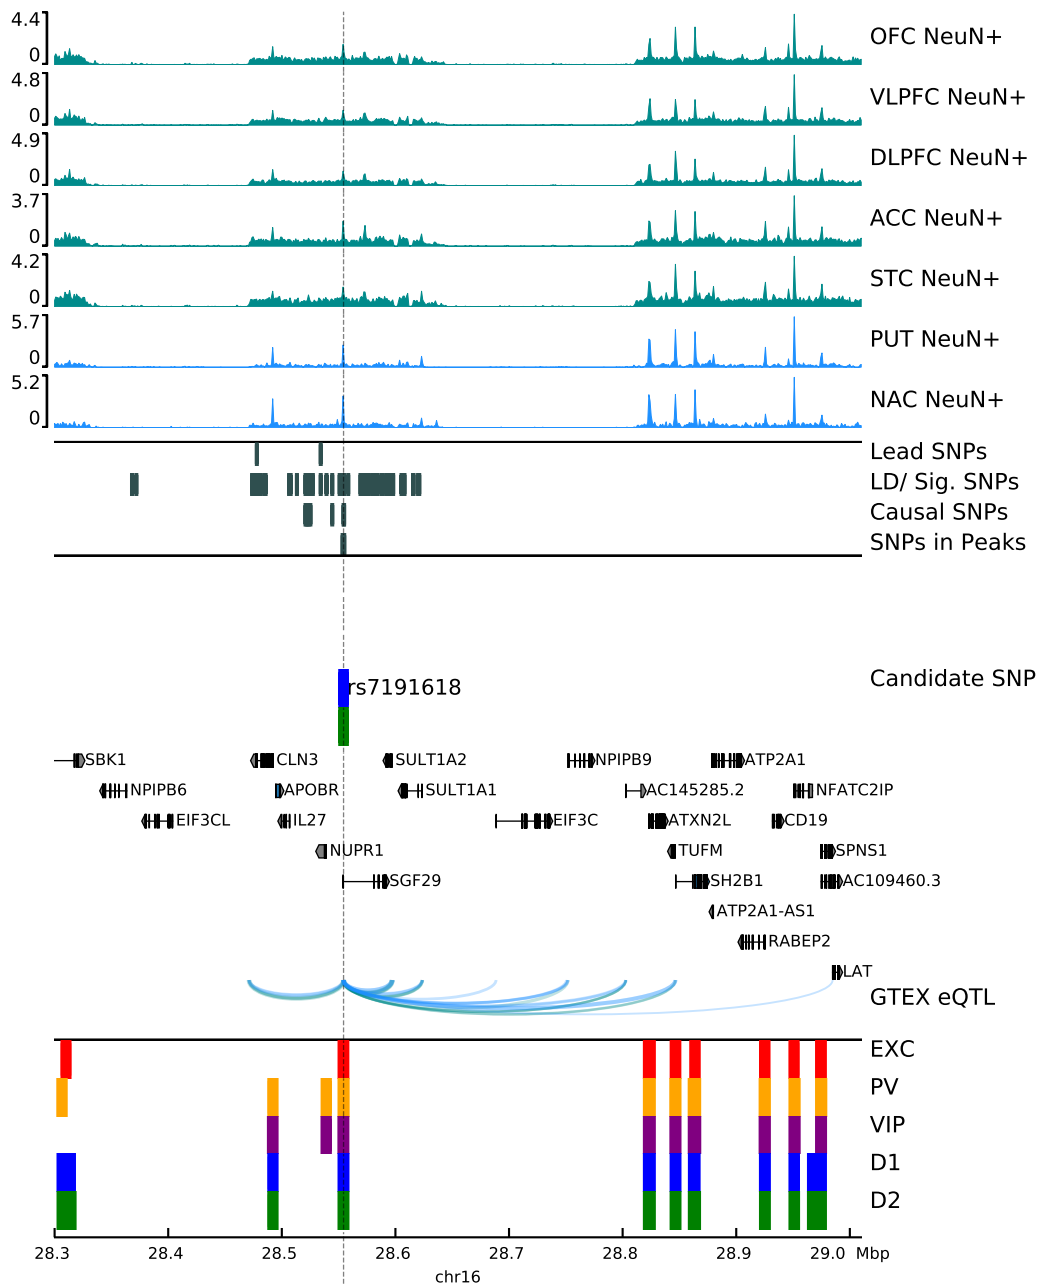 4.4
0
OFC NeuN+
4.8
0
VLPFC NeuN+
4.9
0
DLPFC NeuN+
3.7
0
ACC NeuN+
4.2
0
STC NeuN+
5.7
0
PUT NeuN+
5.2
0
NAC NeuN+
Lead SNPs
LD/ Sig. SNPs
Causal SNPs
SNPs in Peaks
Candidate SNP
rs7191618
SBK1 CLN3 SULT1A2 NPIPB9 ATP2A1
NPIPB6 APOBR SULT1A1 AC145285.2 NFATC2IP
EIF3CL IL27 EIF3C ATXN2L CD19
NUPR1 TUFM SPNS1
SGF29 SH2B1 AC109460.3
ATP2A1-AS1
RABEP2
LAT
GTEX eQTL
EXC
PV
VIP
D1
D2
28.3 28.4 28.5 28.6 28.7 28.8 28.9 29.0 Mbp
chr16